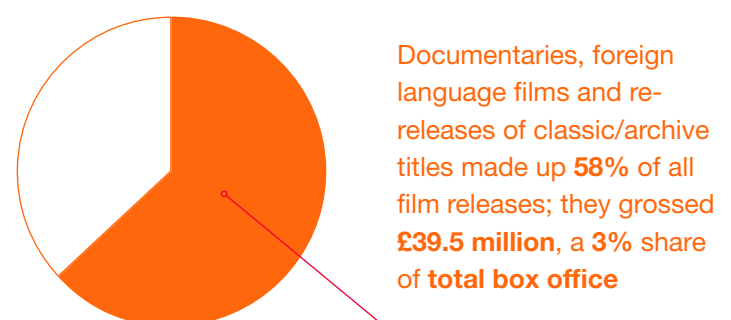 Documentaries, foreign
language films and re-
releases of classic/archive
titles made up 58% of all
film releases; they grossed
£39.5 million, a 3% share
of total box office